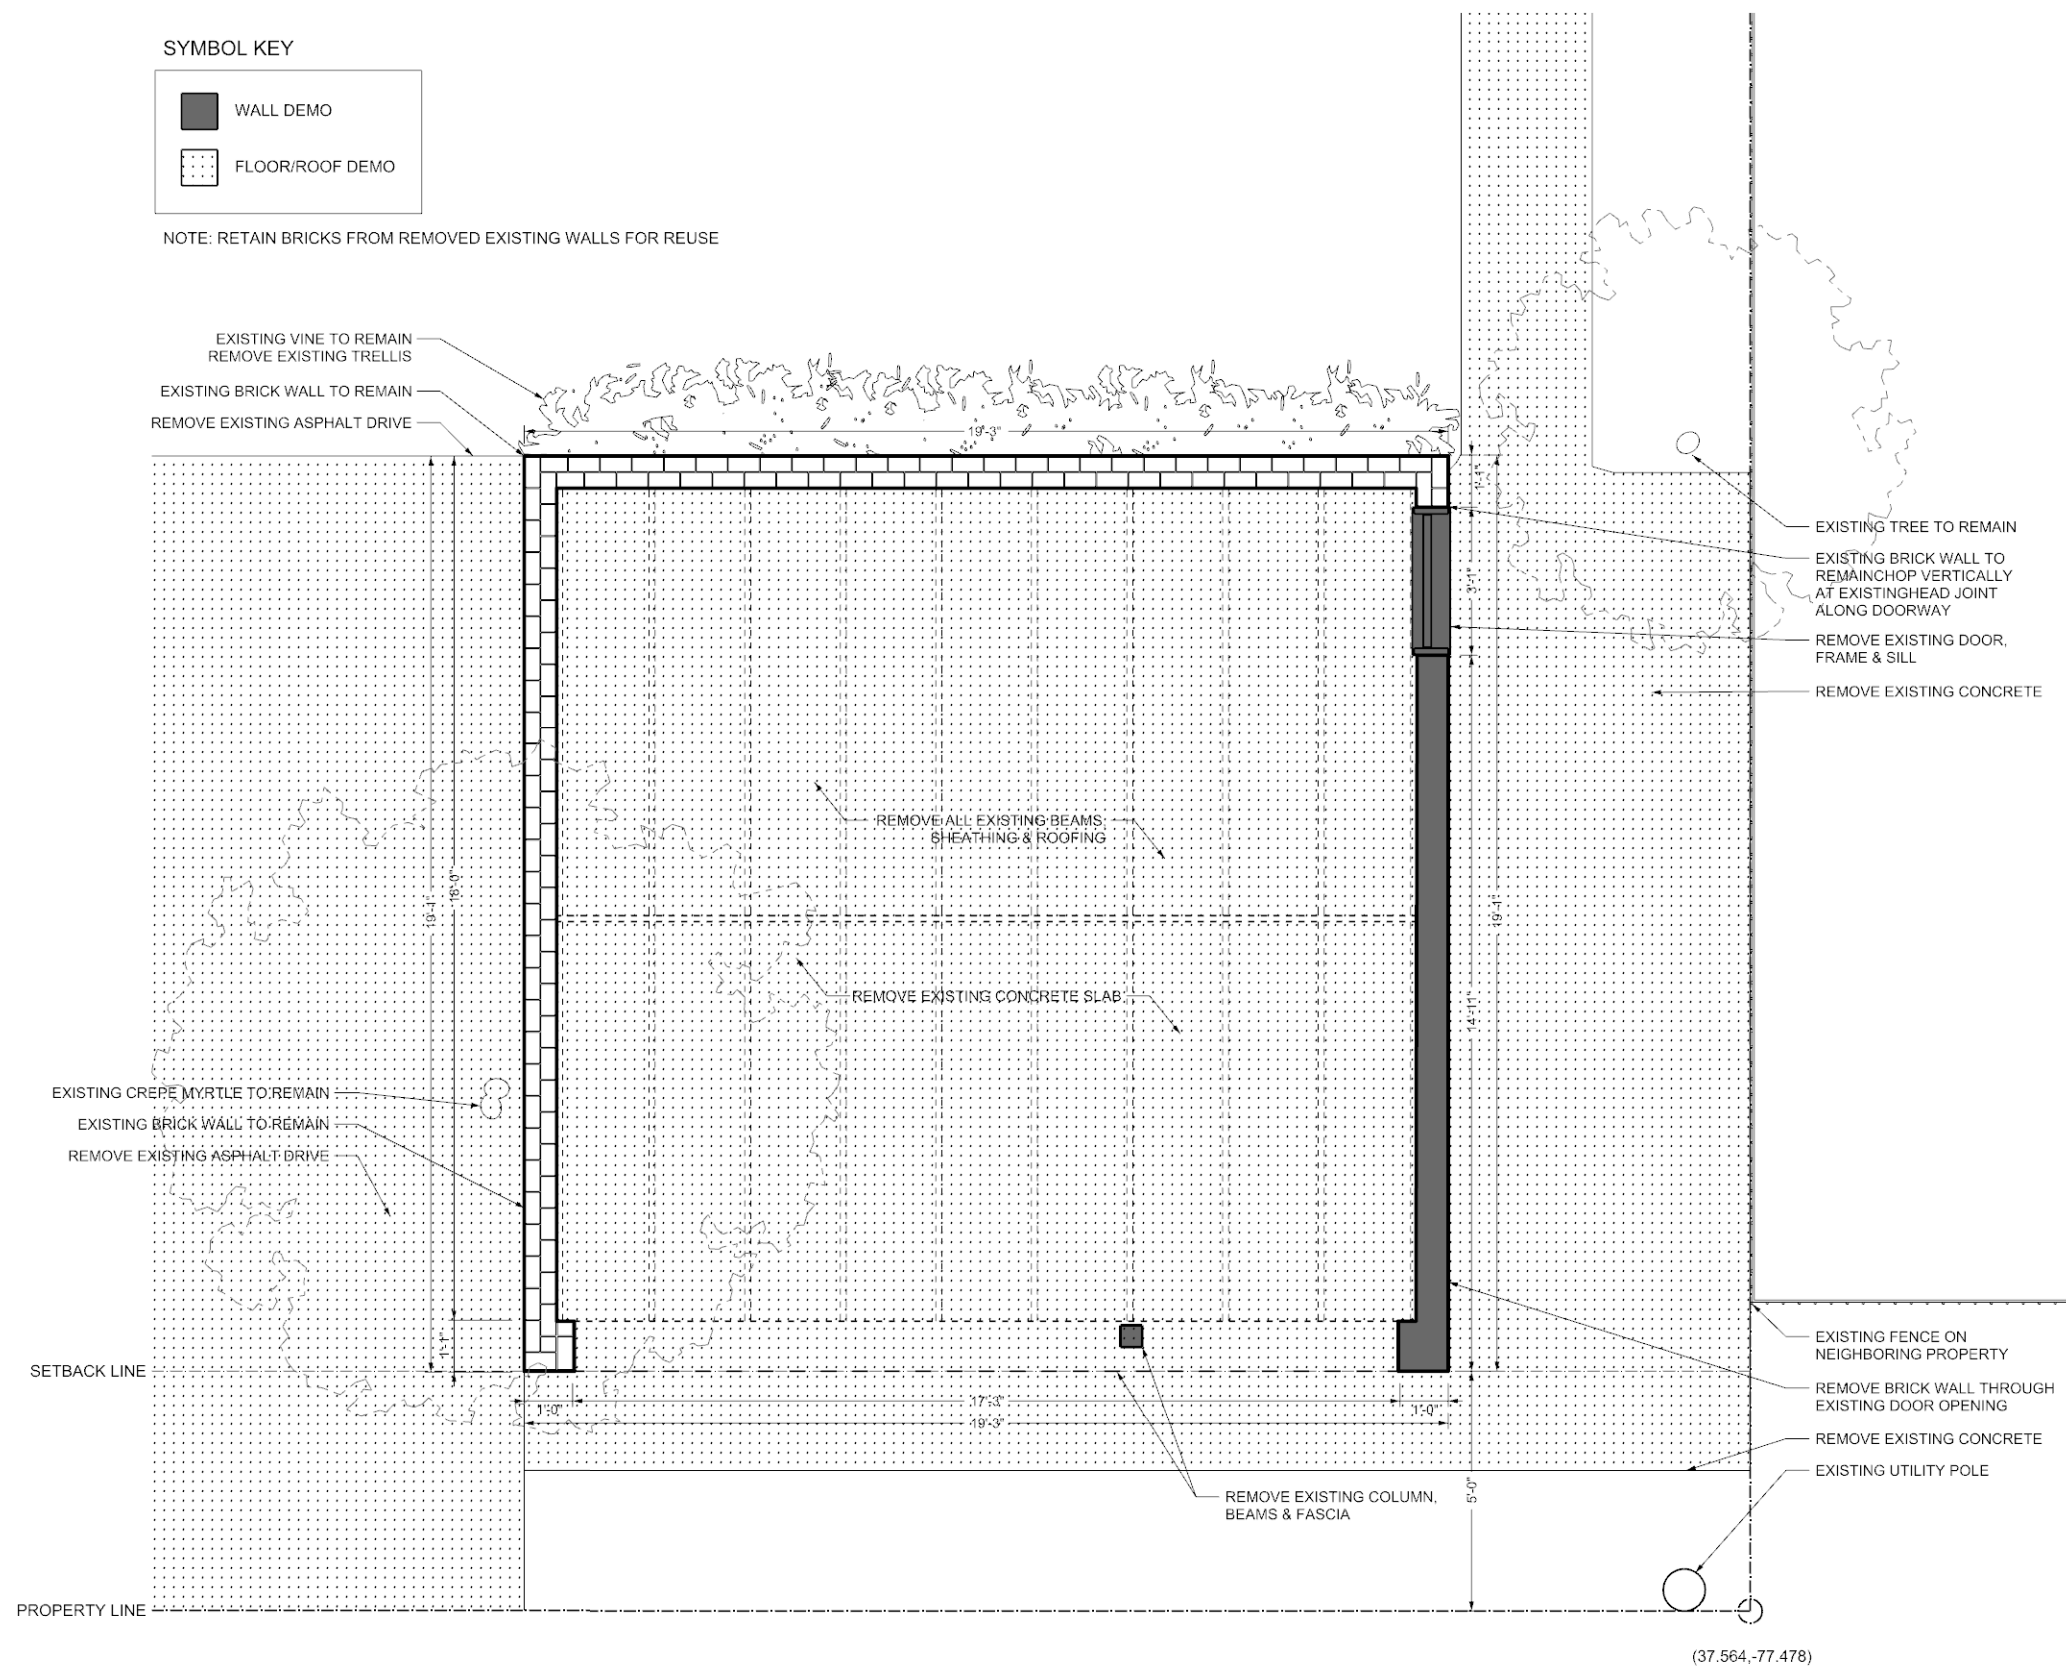 SYMBOL KEY
WALL DEMO
FLOOR/ROOF DEMO
NOTE: RETAIN BRICKS FROM REMOVED EXISTING WALLS FOR REUSE
EXISTING VINE TO REMAIN
REMOVE EXISTING TRELLIS
EXISTING BRICK WALL TO REMAIN
REMOVE EXISTING ASPHALT DRIVE
19'-3"
1'-1"
EXISTING TREE TO REMAIN
EXISTING BRICK WALL TO
REMAINCHOP VERTICALLY
AT EXISTINGHEAD JOINT
ALONG DOORWAY
3'-1"
REMOVE EXISTING DOOR,
FRAME & SILL
REMOVE EXISTING CONCRETE
REMOVE ALL EXISTING BEAMS,
SHEATHING & ROOFING
19'-1"
18'-0"
19'-1"
REMOVE EXISTING CONCRETE SLAB
14'-11"
EXISTING CREPE MYRTLE TO REMAIN
EXISTING BRICK WALL TO REMAIN
REMOVE EXISTING ASPHALT DRIVE
1'-1"
EXISTING FENCE ON
NEIGHBORING PROPERTY
SETBACK LINE
REMOVE BRICK WALL THROUGH
EXISTING DOOR OPENING
17'-3"
1'-0"
1'-0"
19'-3"
REMOVE EXISTING CONCRETE
EXISTING UTILITY POLE
5'-0"
REMOVE EXISTING COLUMN,
BEAMS & FASCIA
PROPERTY LINE
(37.564,-77.478)